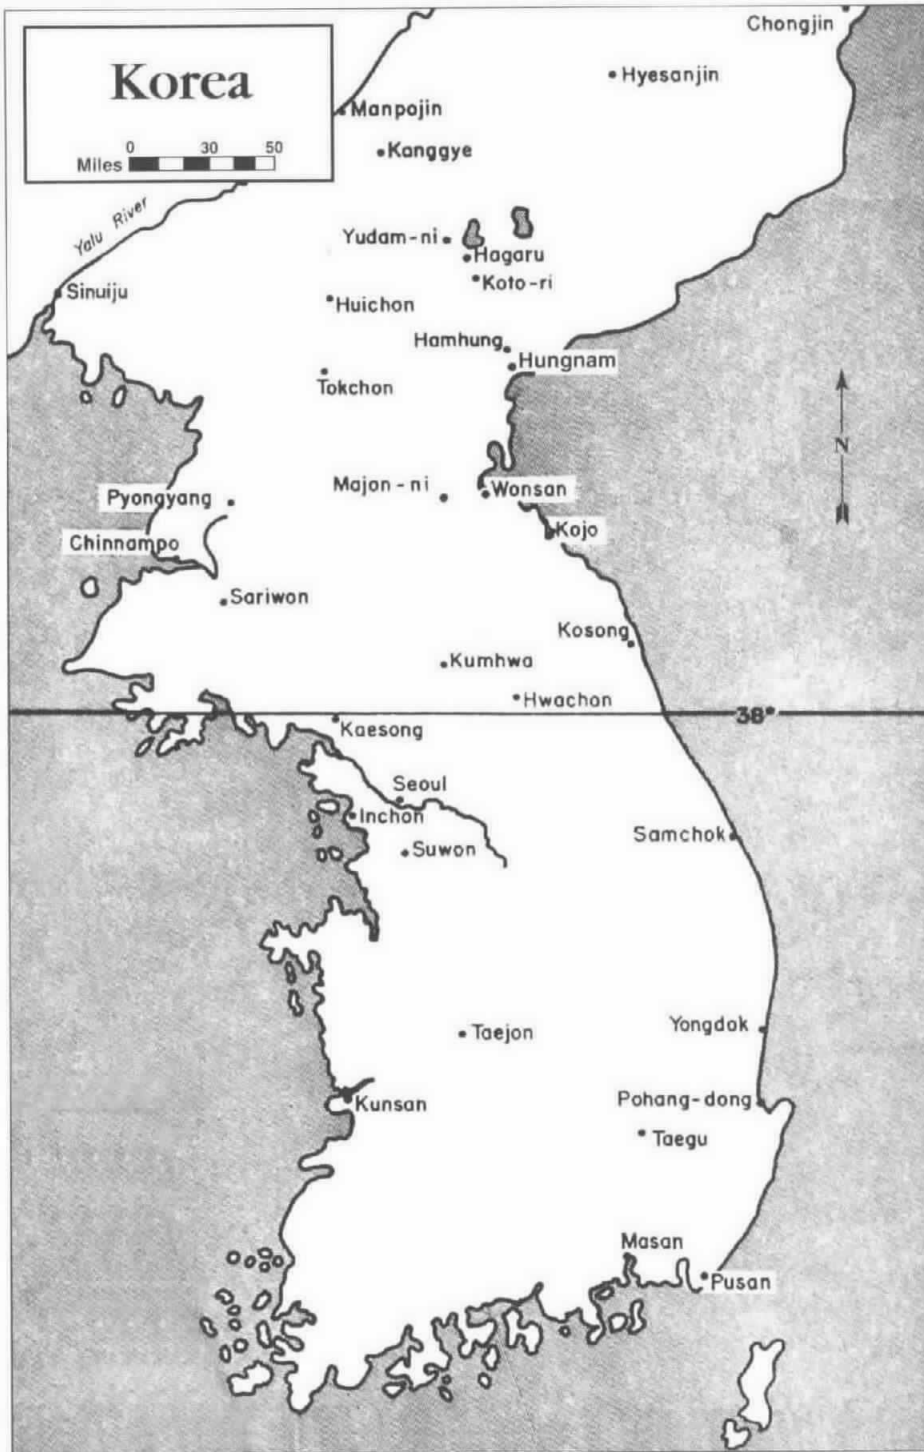 Chongjin
Korea
Hyesanjin
Manpojin
0 30 50
Miles
Kanggye
Yalu River
Yudam-ni
Hagaru
Koto-ri
Sinuiju
Huichon
Hamhung
Hungnam
Tokchon
N
Majon-ni
Wonsan
Pyongyang
Kojo
Chinnampo
Sariwon
Kosong
Kumhwa
Hwachon
38°
Kaesong
Seoul
Inchon
Samchok
Suwon
Yongdok
Taejon
Pohang-dong
Kunsan
Taegu
Masan
Pusan